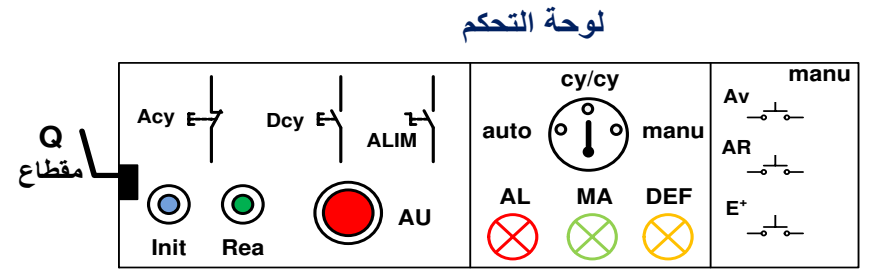 لوحة التحكم
Q
مقطاع
Acy
Dcy
ALIM
Init
Rea
AU
cy/cy
auto
manu
AL
MA
DEF
manu
Av
AR
E⁺